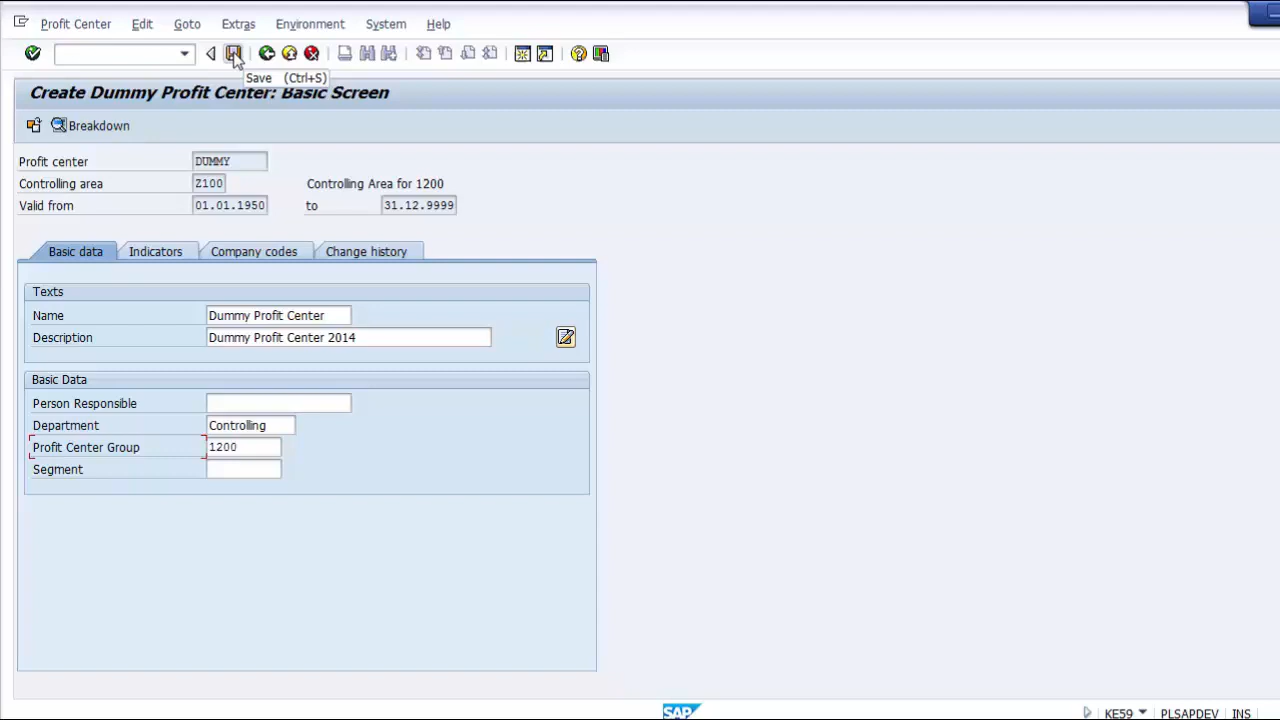 Profit Center Edit Goto Extras Environment System Help
Save (Ctrl+S)
Create Dummy Profit Center: Basic Screen
Breakdown
Profit center DUMMY
Controlling area Z100 Controlling Area for 1200
Valid from 01.01.1950 to 31.12.9999
Basic data Indicators Company codes Change history
Texts
Name Dummy Profit Center
Description Dummy Profit Center 2014
Basic Data
Person Responsible
Department Controlling
Profit Center Group 1200
Segment
SAP KE59 PLSAPDEV INS